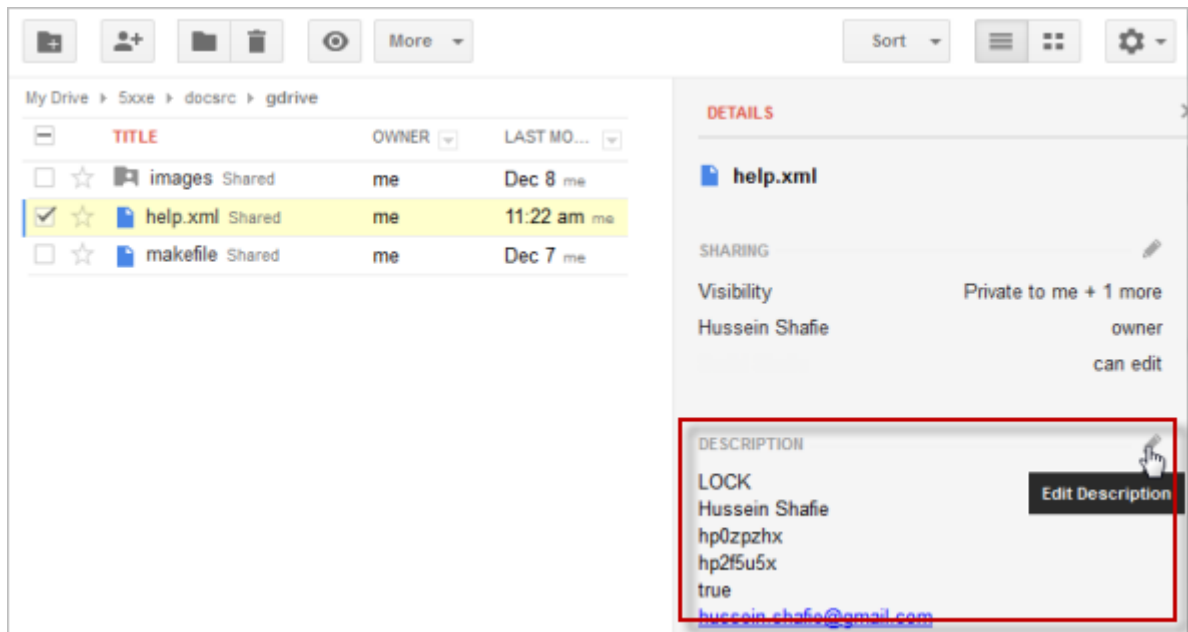 More
Sort
My Drive › 5xxe › docsrc › gdrive
TITLE OWNER LAST MO...
images Shared me Dec 8 me
help.xml Shared me 11:22 am me
makefile Shared me Dec 7 me
DETAILS
help.xml
SHARING
Visibility Private to me + 1 more
Hussein Shafie owner
can edit
DESCRIPTION
Edit Description
LOCK
Hussein Shafie
hp0zpzhx
hp2f5u5x
true
hussein.shafie@gmail.com